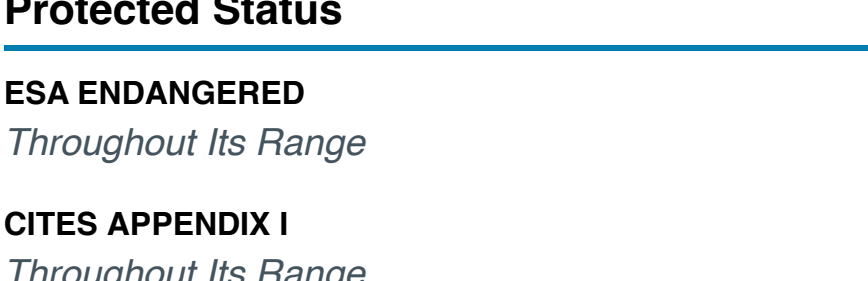 Protected Status
ESA ENDANGERED
Throughout Its Range
CITES APPENDIX I
Throughout Its Range